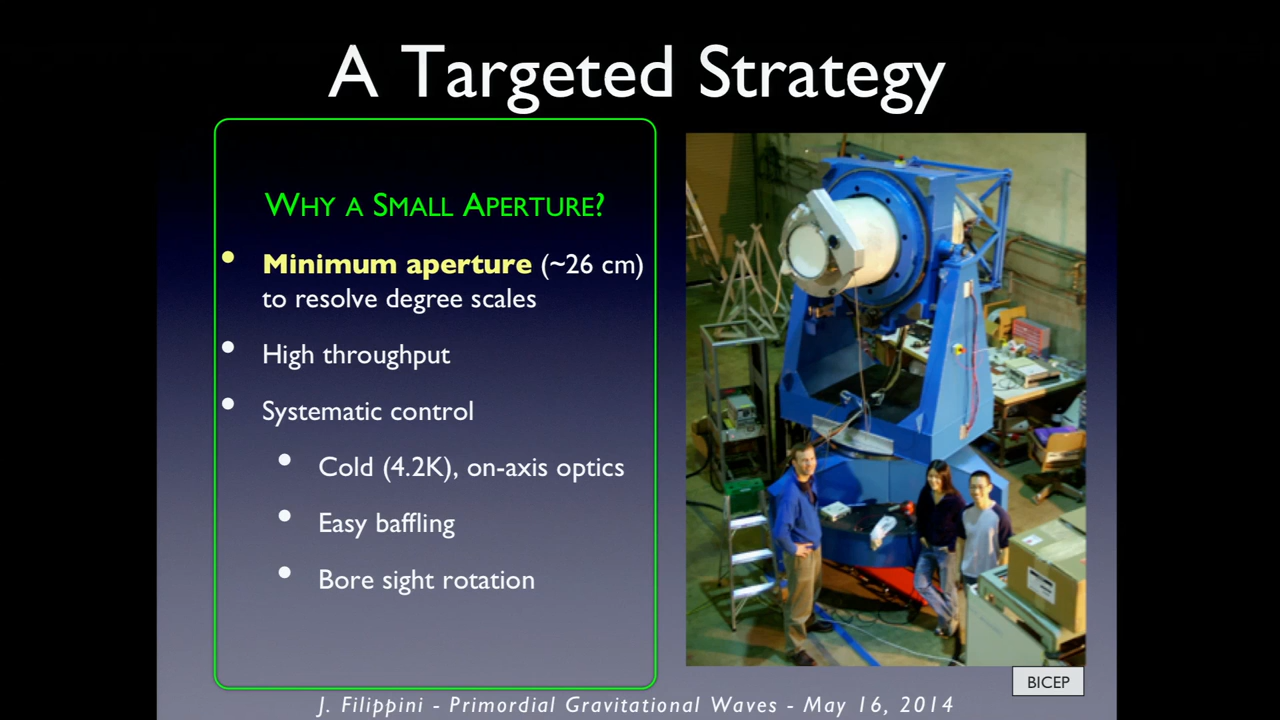 A Targeted Strategy
WHY A SMALL APERTURE?
• Minimum aperture (~26 cm)
to resolve degree scales
• High throughput
• Systematic control
• Cold (4.2K), on-axis optics
• Easy baffling
• Bore sight rotation
BICEP
J. Filippini - Primordial Gravitational Waves - May 16, 2014